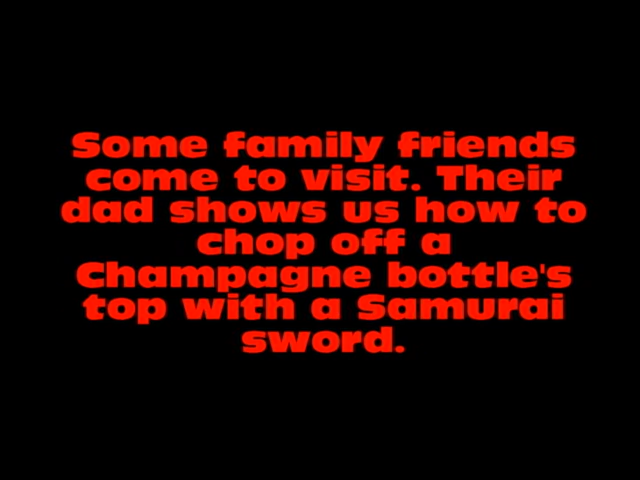 Some family friends
come to visit. Their
dad shows us how to
chop off a
Champagne bottle's
top with a Samurai
sword.